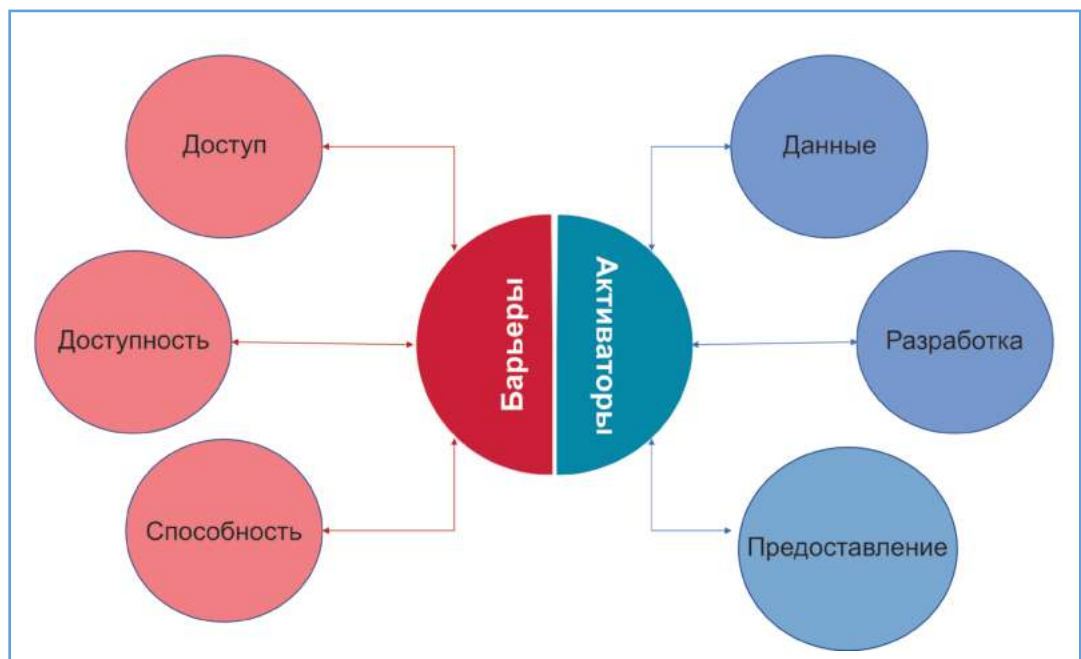 Доступ
Доступность
Способность
Барьеры
Активаторы
Данные
Разработка
Предоставление